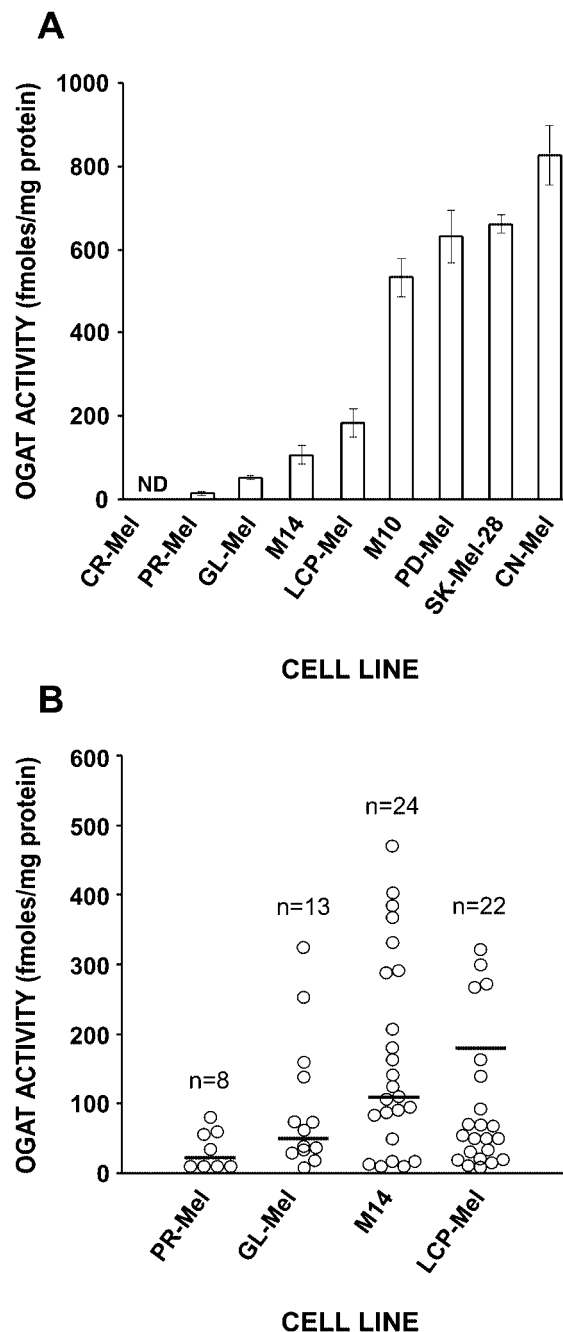 A
OGAT ACTIVITY (fmoles/mg protein)
1000
800
600
400
200
0
ND
CR-Mel
PR-Mel
GL-Mel
M14
LCP-Mel
M10
PD-Mel
SK-Mel-28
CN-Mel
CELL LINE
B
OGAT ACTIVITY (fmoles/mg protein)
600
500
400
300
200
100
0
n=8
n=13
n=24
n=22
PR-Mel
GL-Mel
M14
LCP-Mel
CELL LINE